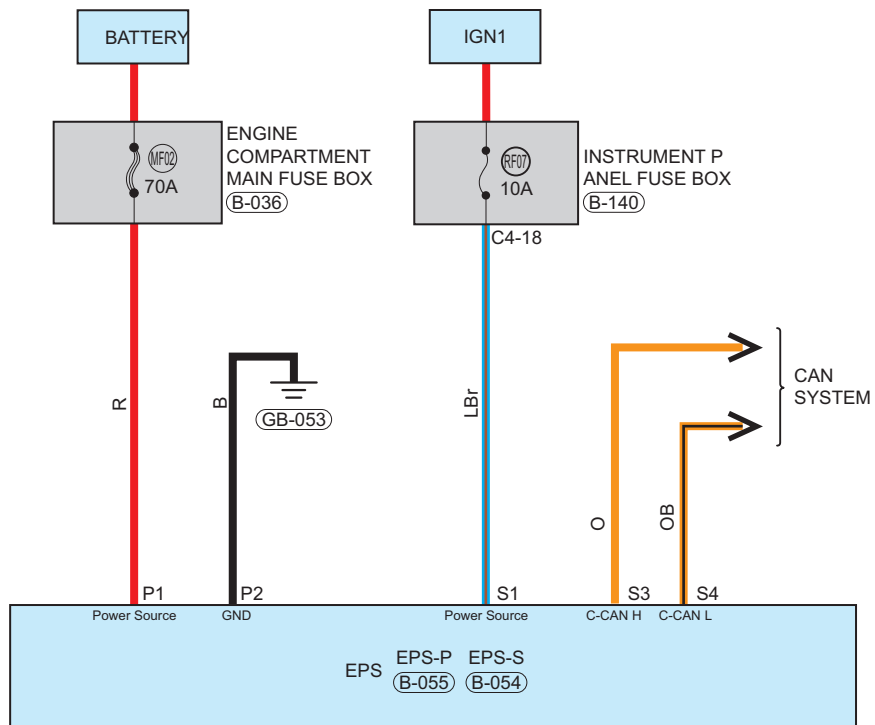 BATTERY
IGN1
ENGINE
COMPARTMENT
MAIN FUSE BOX
B-036
MF02
70A
RF07
10A
INSTRUMENT P
ANEL FUSE BOX
B-140
C4-18
R
B
GB-053
LBr
CAN
SYSTEM
O
OB
P1
P2
S1
S3
S4
Power Source
GND
Power Source
C-CAN H
C-CAN L
EPS
EPS-P
EPS-S
B-055
B-054